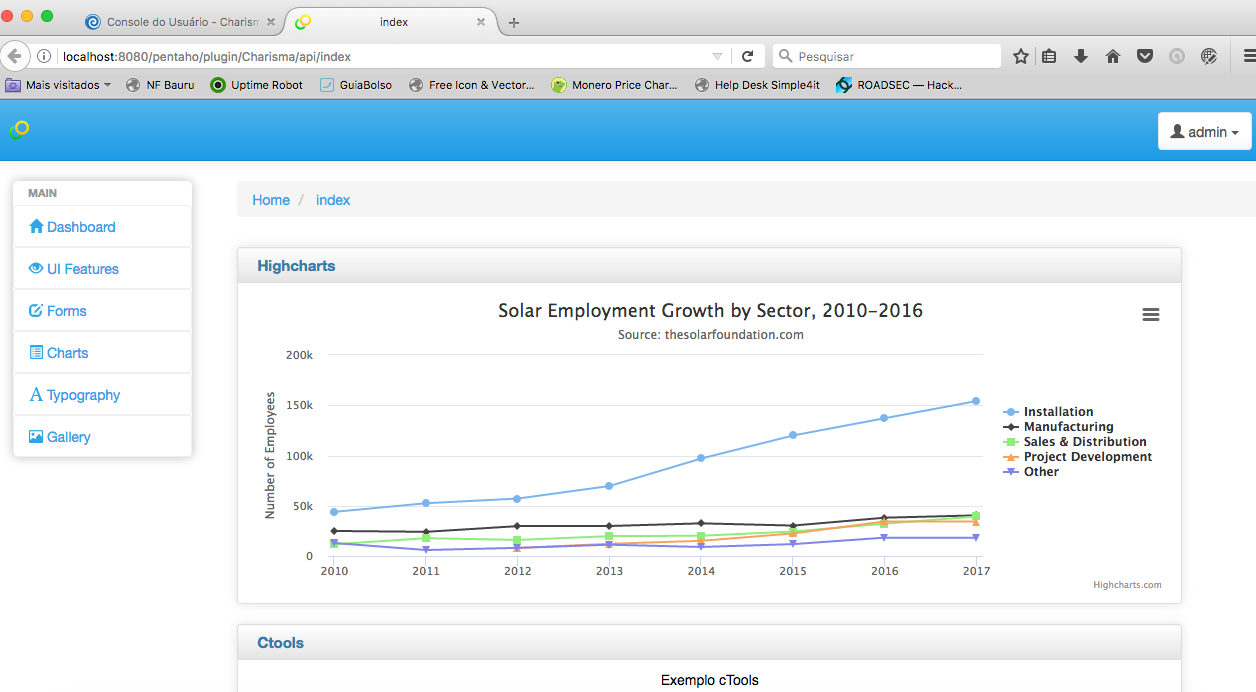 Console do Usuário - Charism
index
localhost:8080/pentaho/plugin/Charisma/api/index
Pesquisar
Mais visitados
NF Bauru
Uptime Robot
GuiaBolso
Free Icon & Vector...
Monero Price Char...
Help Desk Simple4it
ROADSEC — Hack...
admin
MAIN
Dashboard
UI Features
Forms
Charts
Typography
Gallery
Home / index
Highcharts
Solar Employment Growth by Sector, 2010-2016
Source: thesolarfoundation.com
Number of Employees
200k
150k
100k
50k
0
2010 2011 2012 2013 2014 2015 2016 2017
Installation
Manufacturing
Sales & Distribution
Project Development
Other
Highcharts.com
Ctools
Exemplo cTools